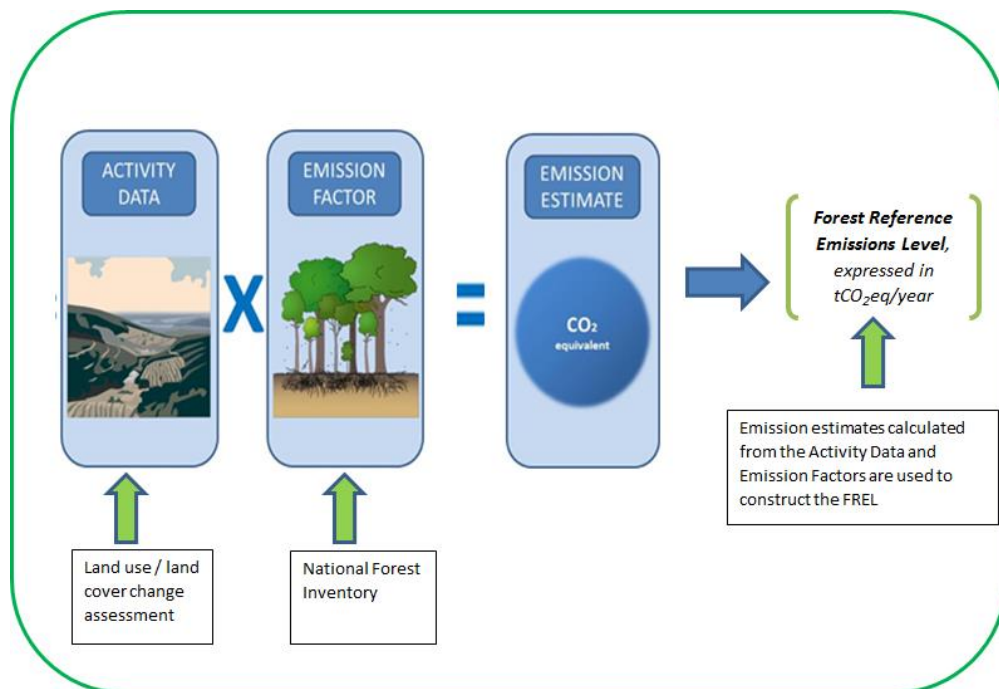 ACTIVITY
DATA
EMISSION
FACTOR
EMISSION
ESTIMATE
X
=
CO₂
equivalent
Forest Reference
Emissions Level,
expressed in
tCO₂eq/year
Land use / land
cover change
assessment
National Forest
Inventory
Emission estimates calculated
from the Activity Data and
Emission Factors are used to
construct the FREL